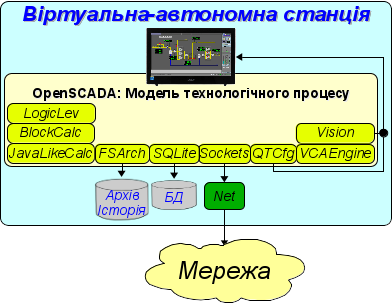 Віртуальна-автономна станція
OpenSCADA: Модель технологічного процесу
LogicLev
BlockCalc
Vision
JavaLikeCalc FSArch SQLite Sockets QTCfg VCAEngine
Архів
Історія
БД
Net
Мережа